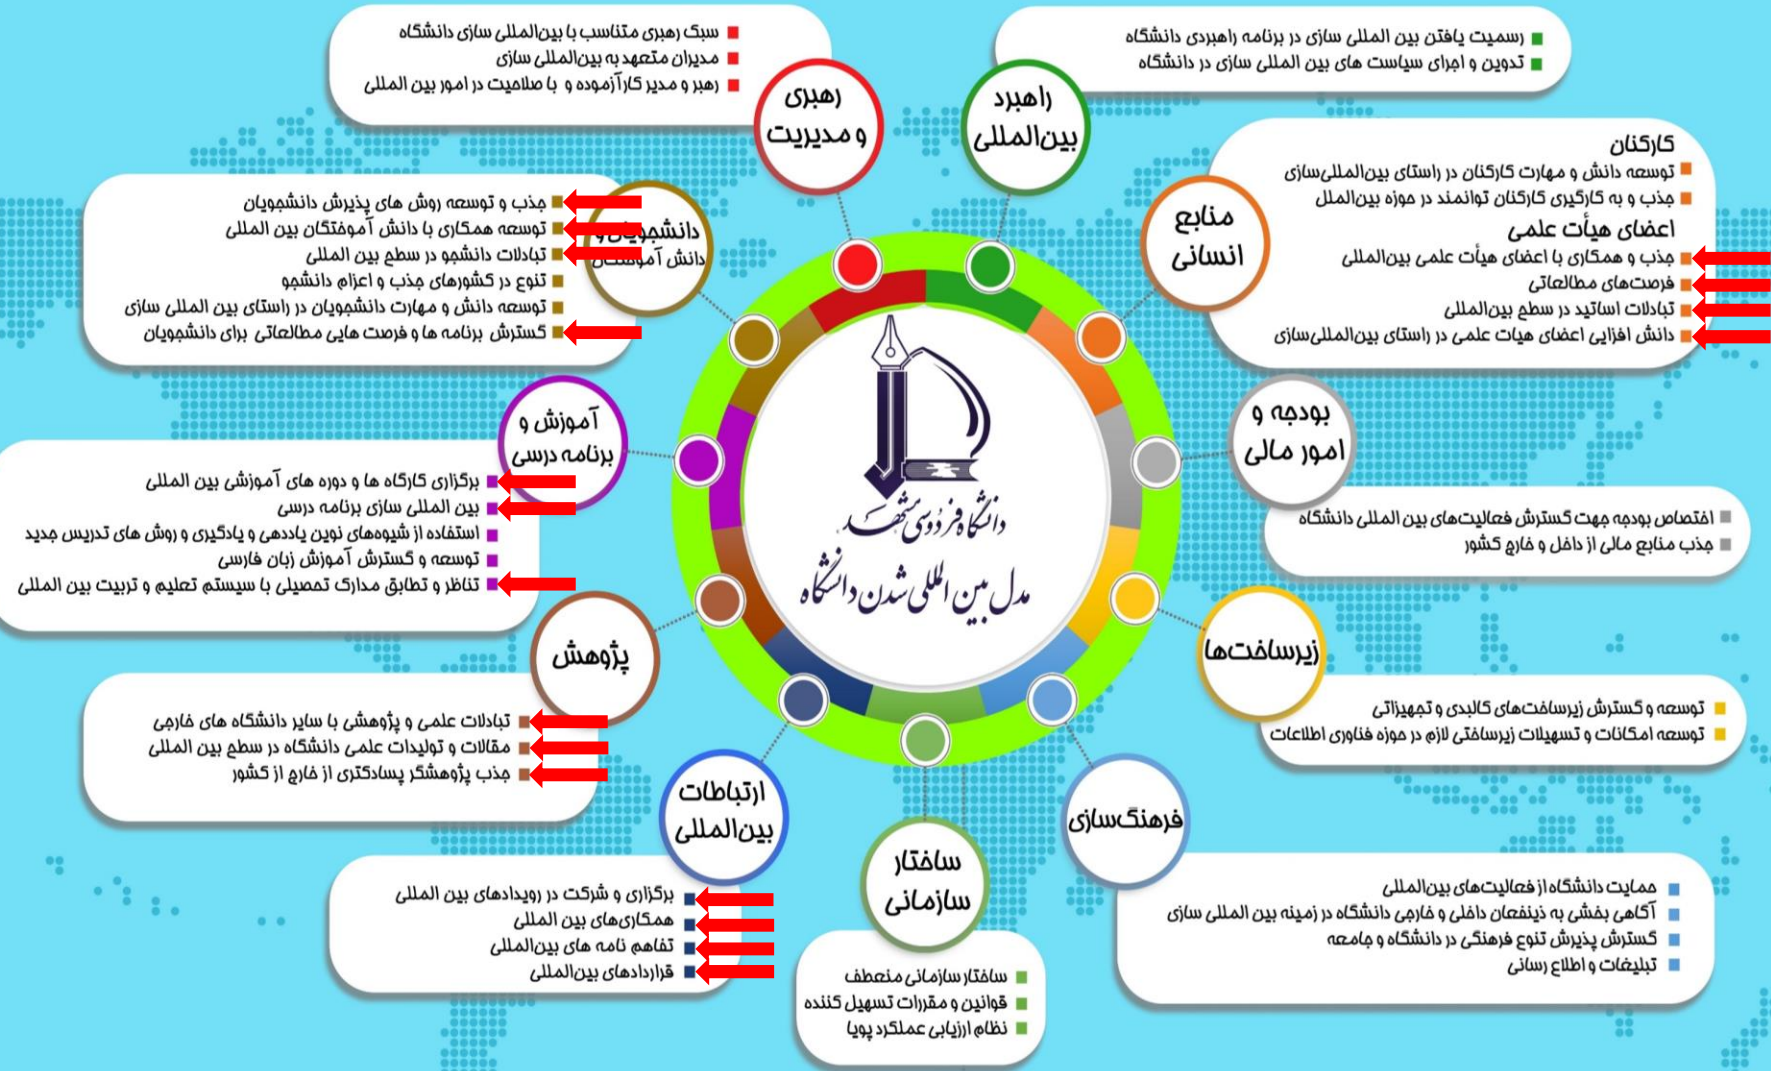 رسمیت یافتن بین المللی سازی در برنامه راهبردی دانشگاه
تدوین و اجرای سیاست های بین المللی سازی در دانشگاه
راهبرد
بین‌المللی
سبک رهبری متناسب با بین‌المللی سازی دانشگاه
مدیران متعهد به بین‌المللی سازی
رهبر و مدیر کارآزموده و با صلاحیت در امور بین المللی
رهبری
و مدیریت
کارکنان
توسعه دانش و مهارت کارکنان در راستای بین‌المللی‌سازی
جذب و به کارگیری کارکنان توانمند در حوزه بین‌الملل
اعضای هیأت علمی
جذب و همکاری با اعضای هیأت علمی بین‌المللی
فرصت‌های مطالعاتی
تبادلات اساتید در سطح بین‌المللی
دانش افزایی اعضای هیات علمی در راستای بین‌المللی‌سازی
منابع
انسانی
دانشجویان و
دانش آموختگان
جذب و توسعه روش های پذیرش دانشجویان
توسعه همکاری با دانش آموختگان بین المللی
تبادلات دانشجو در سطح بین المللی
تنوع در کشورهای جذب و اعزام دانشجو
توسعه دانش و مهارت دانشجویان در راستای بین المللی سازی
گسترش برنامه ها و فرصت هایی مطالعاتی برای دانشجویان
بودجه و
امور مالی
اختصاص بودجه جهت گسترش فعالیت‌های بین المللی دانشگاه
جذب منابع مالی از داخل و خارج کشور
آموزش و
برنامه درسی
برگزاری کارگاه ها و دوره های آموزشی بین المللی
بین المللی سازی برنامه درسی
استفاده از شیوه‌های نوین یاددهی و یادگیری و روش های تدریس جدید
توسعه و گسترش آموزش زبان فارسی
تناظر و تطابق مدارک تحصیلی با سیستم تعلیم و تربیت بین المللی
دانشگاه فردوسی مشهد
مدل بین المللی شدن دانشگاه
زیرساخت‌ها
توسعه و گسترش زیرساخت‌های کالبدی و تجهیزاتی
توسعه امکانات و تسهیلات زیرساختی لازم در حوزه فناوری اطلاعات
پژوهش
تبادلات علمی و پژوهشی با سایر دانشگاه های خارجی
مقالات و تولیدات علمی دانشگاه در سطح بین المللی
جذب پژوهشگر پسادکتری از خارج از کشور
فرهنگ‌سازی
حمایت دانشگاه از فعالیت‌های بین‌المللی
آگاهی بخشی به ذینفعان داخلی و خارجی دانشگاه در زمینه بین المللی سازی
گسترش پذیرش تنوع فرهنگی در دانشگاه و جامعه
تبلیغات و اطلاع رسانی
ساختار
سازمانی
ساختار سازمانی منعطف
قوانین و مقررات تسهیل کننده
نظام ارزیابی عملکرد پویا
ارتباطات
بین‌المللی
برگزاری و شرکت در رویدادهای بین المللی
همکاری‌های بین المللی
تفاهم نامه های بین‌المللی
قراردادهای بین‌المللی